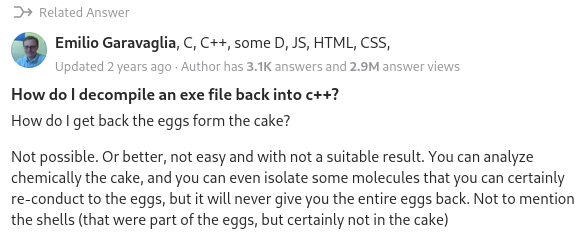 Related Answer
Emilio Garavaglia, C, C++, some D, JS, HTML, CSS,
Updated 2 years ago · Author has 3.1K answers and 2.9M answer views
How do I decompile an exe file back into c++?
How do I get back the eggs form the cake?
Not possible. Or better, not easy and with not a suitable result. You can analyze
chemically the cake, and you can even isolate some molecules that you can certainly
re-conduct to the eggs, but it will never give you the entire eggs back. Not to mention
the shells (that were part of the eggs, but certainly not in the cake)